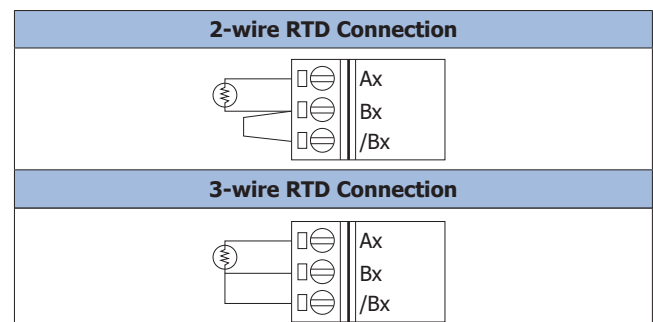 2-wire RTD Connection
Ax
Bx
/Bx
3-wire RTD Connection
Ax
Bx
/Bx